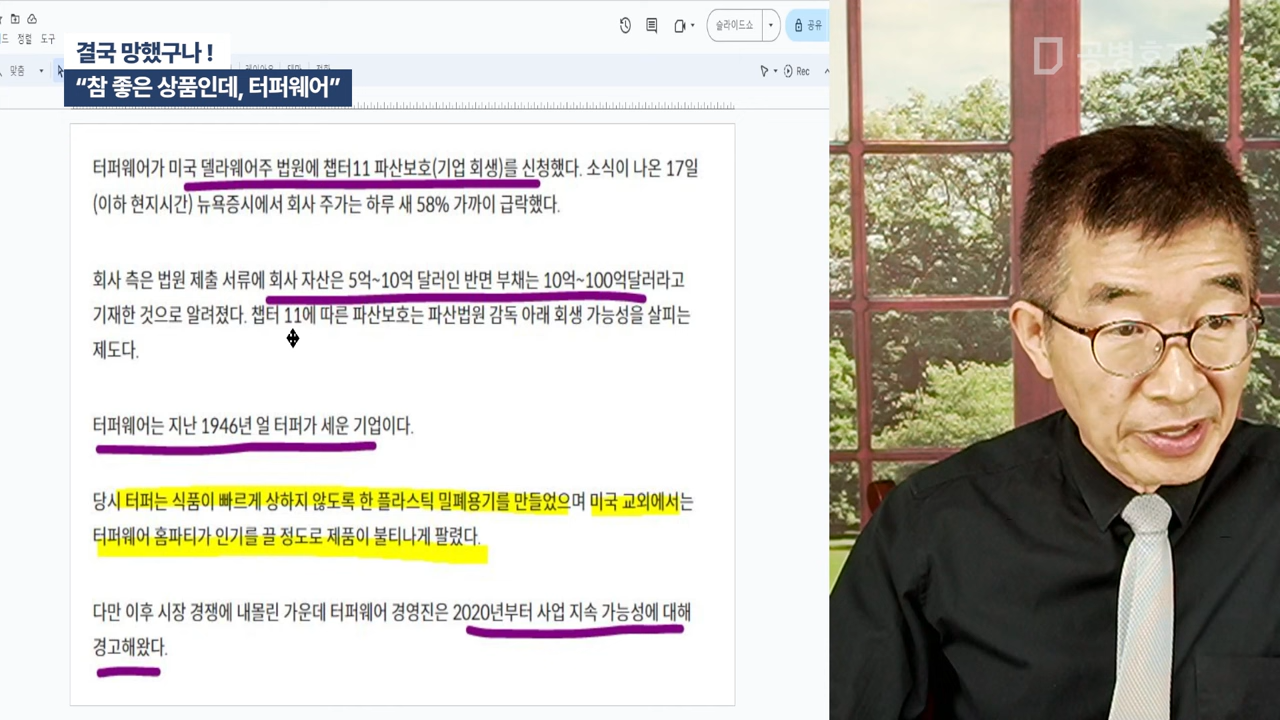 정렬 도구
슬라이드쇼
공유
맞춤
Rec
결국 망했구나 !
“참 좋은 상품인데, 터퍼웨어”
공병호TV
터퍼웨어가 미국 델라웨어주 법원에 챕터11 파산보호(기업 회생)를 신청했다. 소식이 나온 17일
(이하 현지시간) 뉴욕증시에서 회사 주가는 하루 새 58% 가까이 급락했다.
회사 측은 법원 제출 서류에 회사 자산은 5억~10억 달러인 반면 부채는 10억~100억달러라고
기재한 것으로 알려졌다. 챕터 11에 따른 파산보호는 파산법원 감독 아래 회생 가능성을 살피는
제도다.
터퍼웨어는 지난 1946년 얼 터퍼가 세운 기업이다.
당시 터퍼는 식품이 빠르게 상하지 않도록 한 플라스틱 밀폐용기를 만들었으며 미국 교외에서는
터퍼웨어 홈파티가 인기를 끌 정도로 제품이 불티나게 팔렸다.
다만 이후 시장 경쟁에 내몰린 가운데 터퍼웨어 경영진은 2020년부터 사업 지속 가능성에 대해
경고해왔다.